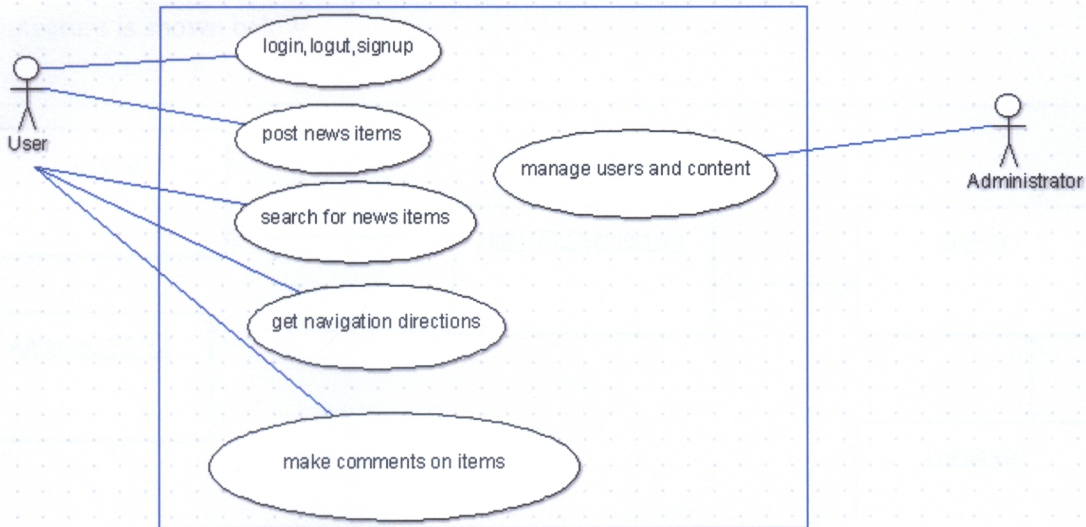 login,logut,signup
User
post news items
manage users and content
Administrator
search for news items
get navigation directions
make comments on items